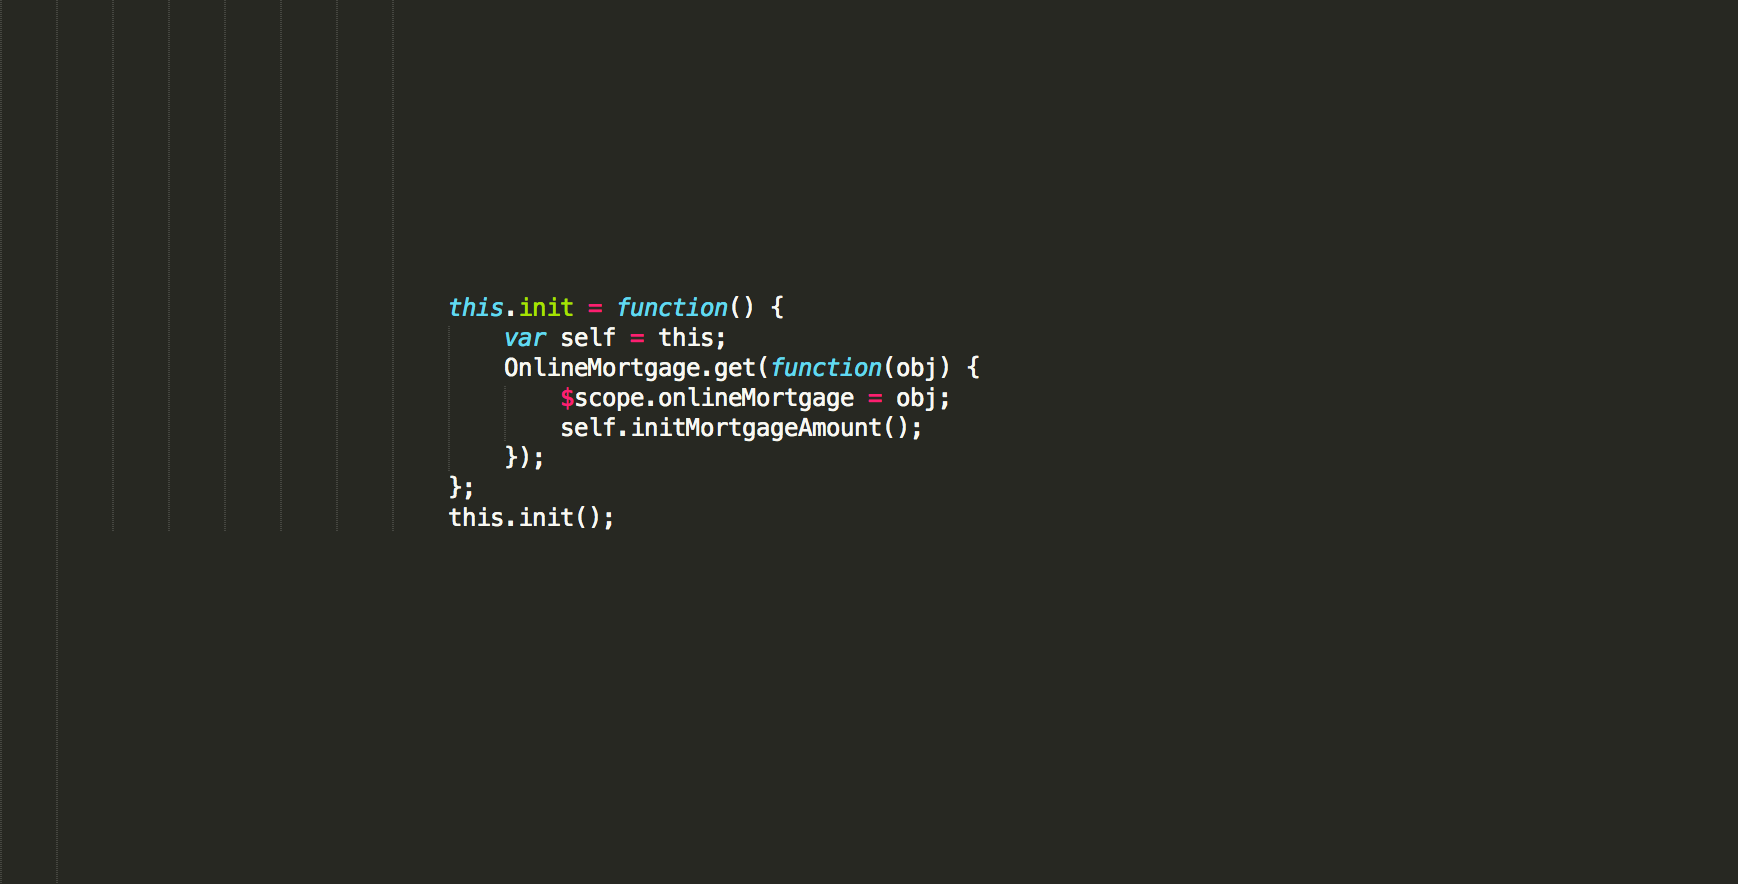 this.init = function() {
    var self = this;
    OnlineMortgage.get(function(obj) {
        $scope.onlineMortgage = obj;
        self.initMortgageAmount();
    });
};
this.init();